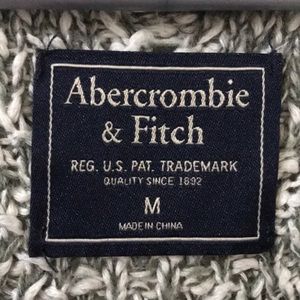 Abercrombie
& Fitch
REG. U.S. PAT. TRADEMARK
QUALITY SINCE 1892
M
MADE IN CHINA